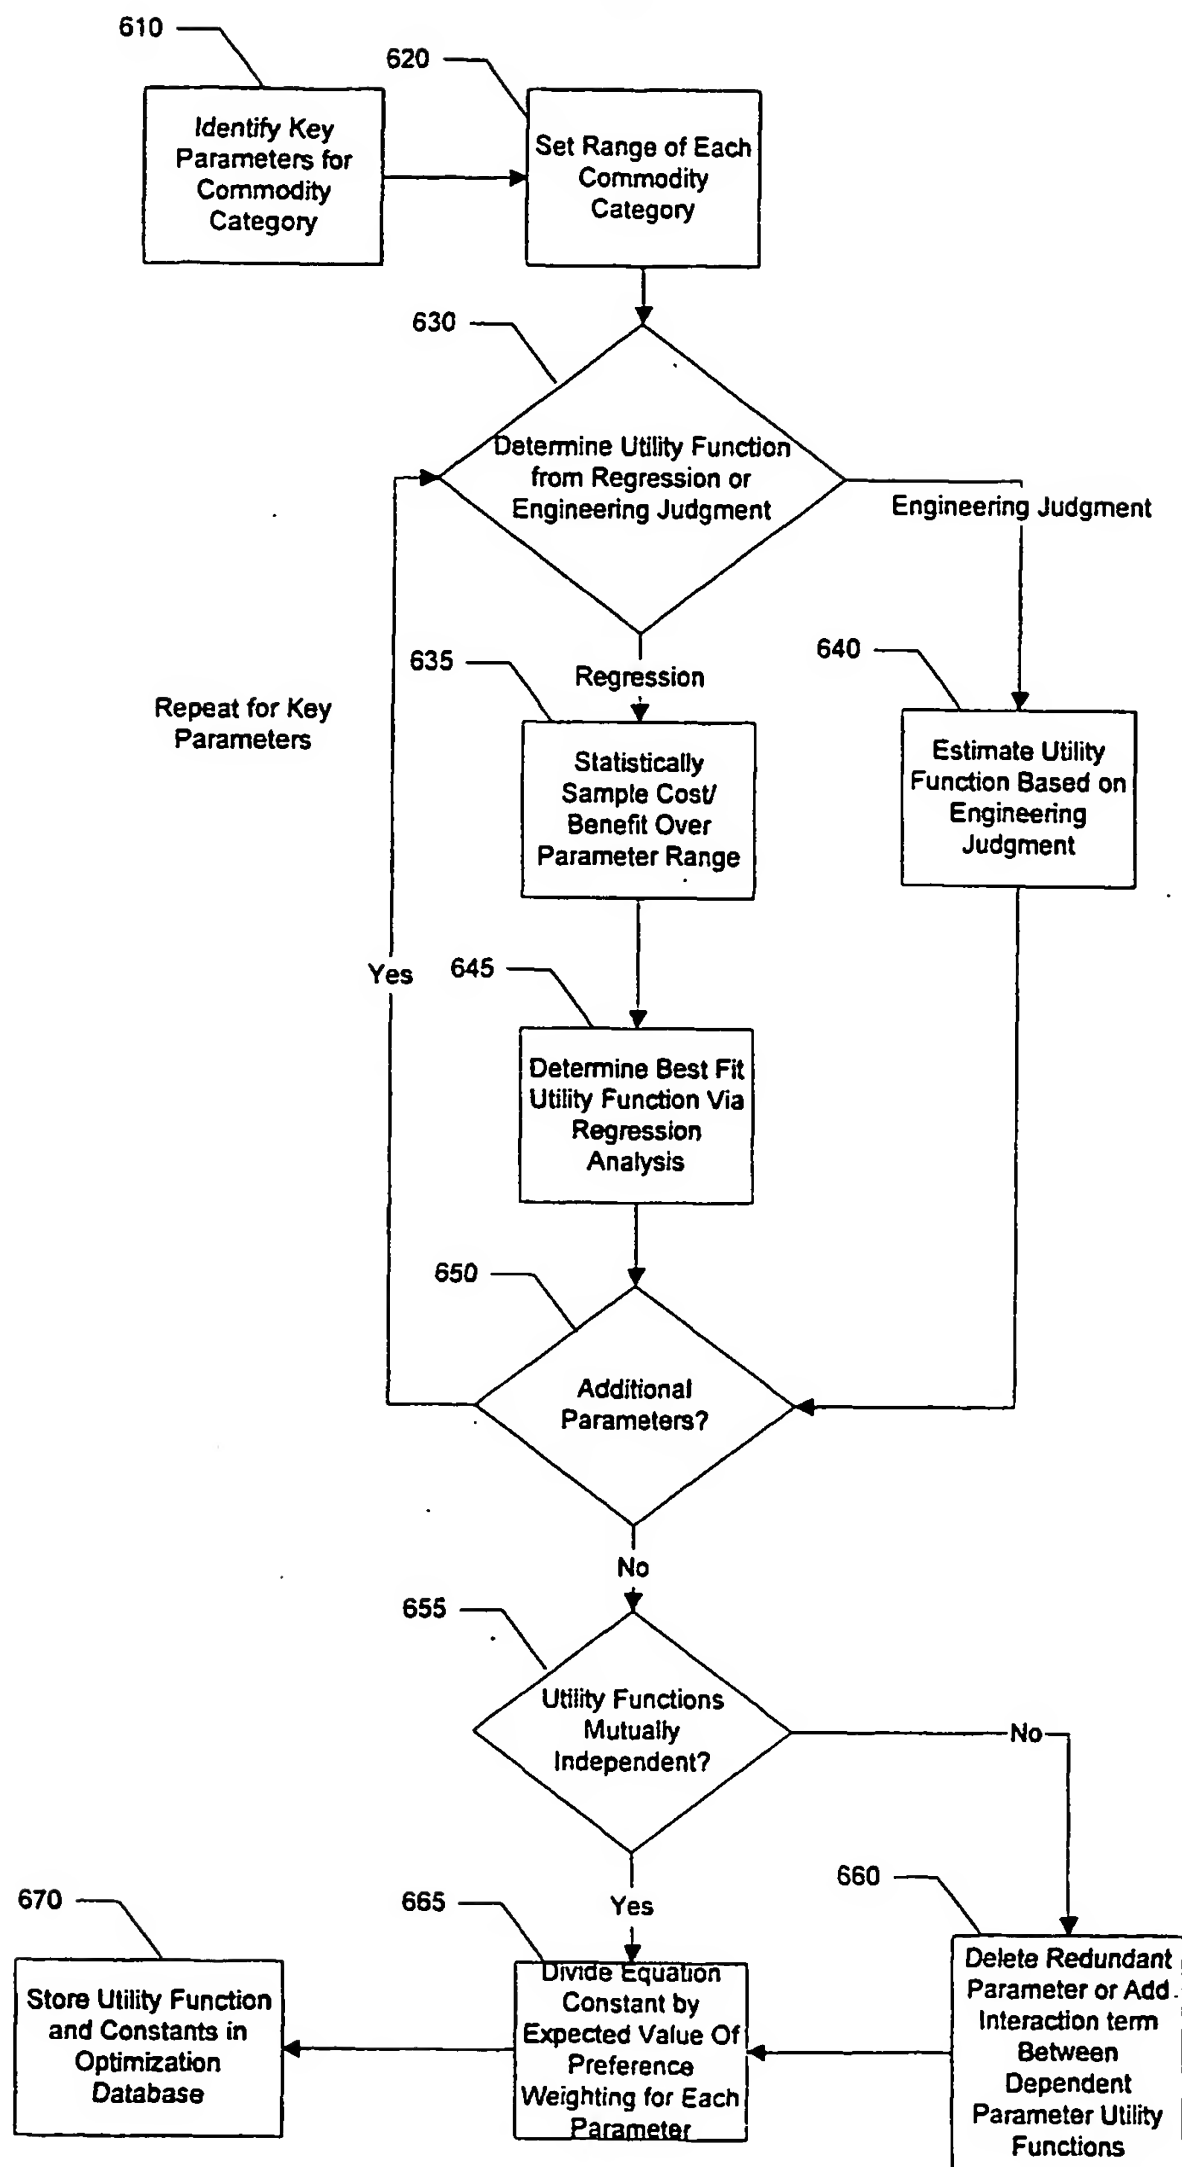 610
Identify Key
Parameters for
Commodity
Category
620
Set Range of Each
Commodity
Category
630
Determine Utility Function
from Regression or
Engineering Judgment
Engineering Judgment
Regression
635
Statistically
Sample Cost/
Benefit Over
Parameter Range
640
Estimate Utility
Function Based on
Engineering
Judgment
Repeat for Key
Parameters
Yes
645
Determine Best Fit
Utility Function Via
Regression
Analysis
650
Additional
Parameters?
No
655
Utility Functions
Mutually
Independent?
No
Yes
660
Delete Redundant
Parameter or Add
Interaction term
Between
Dependent
Parameter Utility
Functions
665
Divide Equation
Constant by
Expected Value Of
Preference
Weighting for Each
Parameter
670
Store Utility Function
and Constants in
Optimization
Database